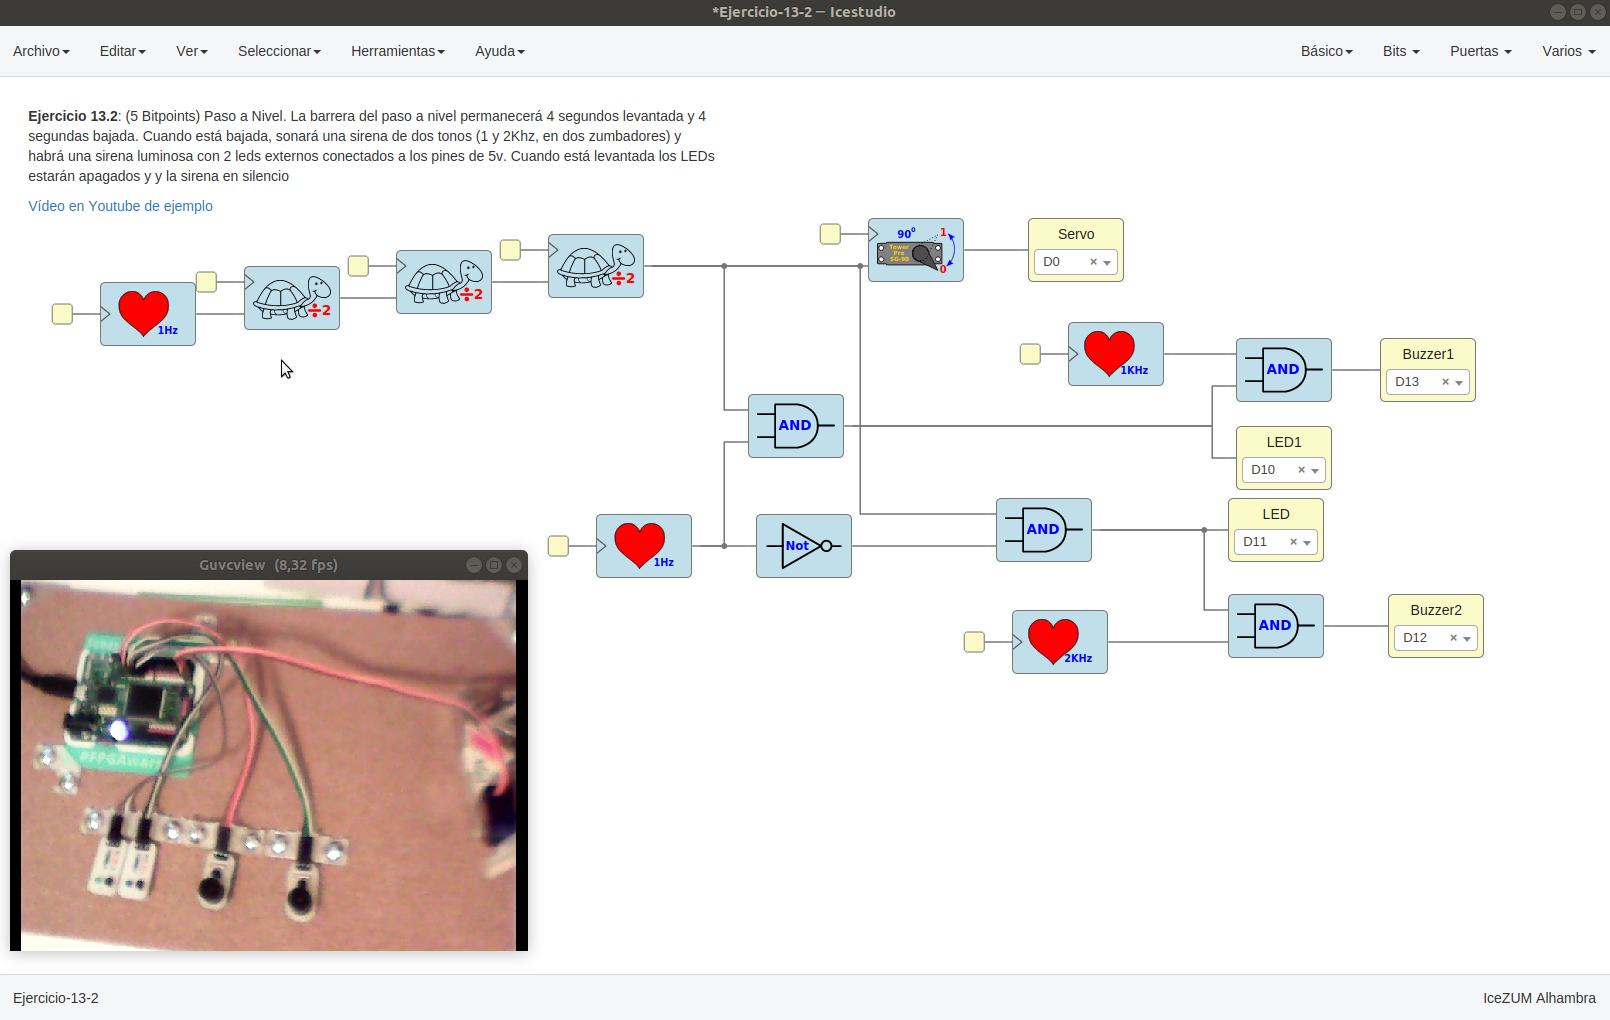 *Ejercicio-13-2 — Icestudio
Archivo Editar Ver Seleccionar Herramientas Ayuda Básico Bits Puertas Varios
Ejercicio 13.2: (5 Bitpoints) Paso a Nivel. La barrera del paso a nivel permanecerá 4 segundos levantada y 4
segundas bajada. Cuando está bajada, sonará una sirena de dos tonos (1 y 2Khz, en dos zumbadores) y
habrá una sirena luminosa con 2 leds externos conectados a los pines de 5v. Cuando está levantada los LEDs
estarán apagados y y la sirena en silencio
Vídeo en Youtube de ejemplo
1Hz
÷2
÷2
÷2
90⁰
1
Tower
Pro
SG-90
0
Servo
D0
1KHz
AND
Buzzer1
D13
AND
LED1
D10
1Hz
Not
AND
LED
D11
2KHz
AND
Buzzer2
D12
Guvcview (8,32 fps)
Ejercicio-13-2
IceZUM Alhambra